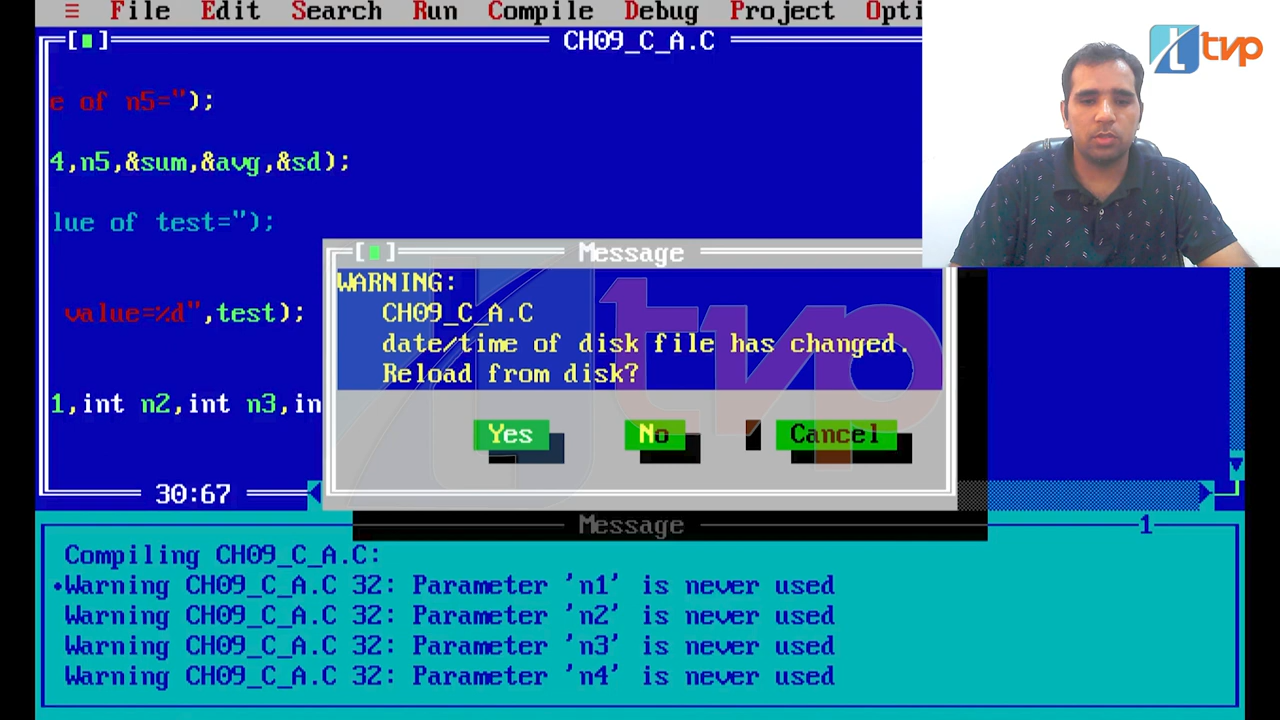 ≡ File Edit Search Run Compile Debug Project Opti
[■] CH09_C_A.C
e of n5=");
4,n5,&sum,&avg,&sd);
lue of test=");
value=%d",test);
1,int n2,int n3,in
30:67
[■] Message
WARNING:
CH09_C_A.C
date/time of disk file has changed.
Reload from disk?
Yes No Cancel
Message 1
Compiling CH09_C_A.C:
•Warning CH09_C_A.C 32: Parameter 'n1' is never used
Warning CH09_C_A.C 32: Parameter 'n2' is never used
Warning CH09_C_A.C 32: Parameter 'n3' is never used
Warning CH09_C_A.C 32: Parameter 'n4' is never used
tvp
tvp